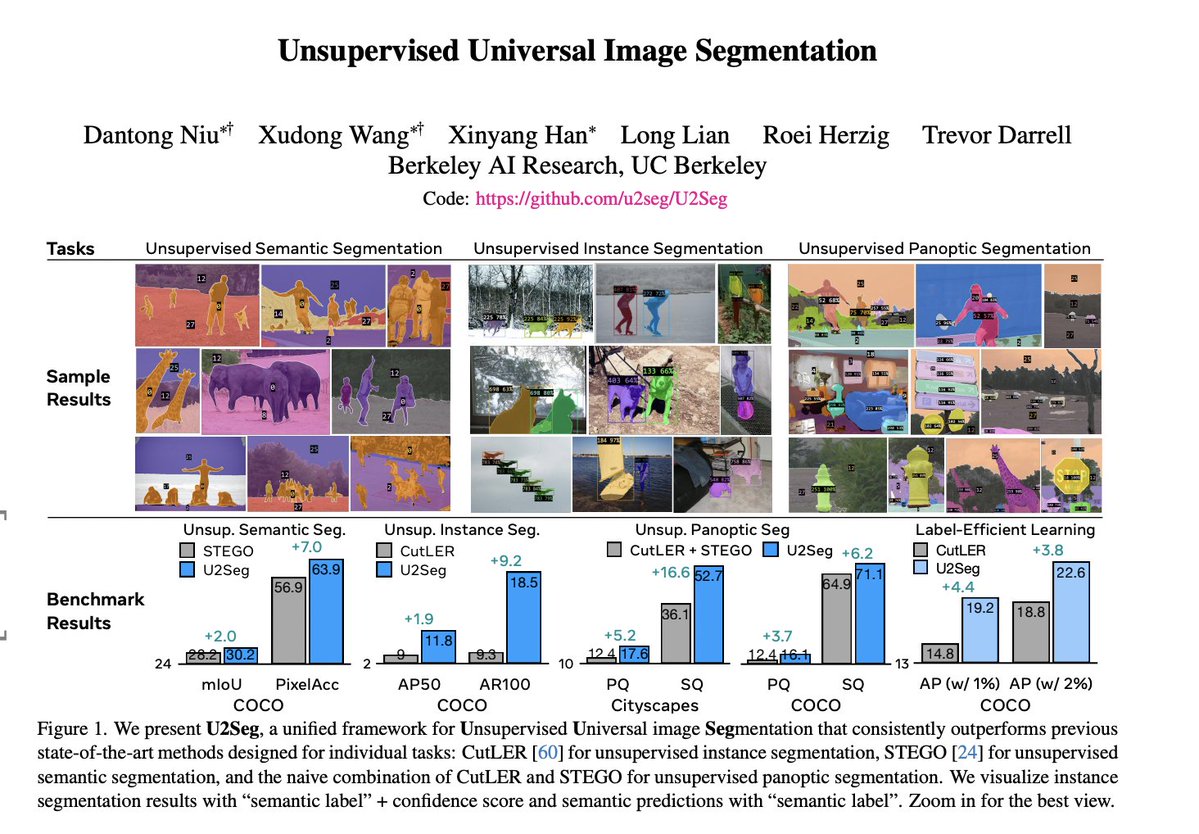 Unsupervised Universal Image Segmentation
Dantong Niu*† Xudong Wang*† Xinyang Han* Long Lian Roei Herzig Trevor Darrell
Berkeley AI Research, UC Berkeley
Code: https://github.com/u2seg/U2Seg
Tasks Unsupervised Semantic Segmentation Unsupervised Instance Segmentation Unsupervised Panoptic Segmentation
Sample
Results
Unsup. Semantic Seg. Unsup. Instance Seg. Unsup. Panoptic Seg Label-Efficient Learning
STEGO +7.0 CutLER CutLER + STEGO U2Seg +6.2 CutLER +3.8
U2Seg U2Seg +9.2 +16.6 U2Seg +4.4
Benchmark
Results
56.9 63.9 18.5 36.1 52.7 64.9 71.1 19.2 18.8 22.6
+2.0 +1.9 +5.2 +3.7
28.2 30.2 9 11.8 9.3 12.4 17.6 12.4 16.1 14.8
24 2 10 13
mIoU PixelAcc AP50 AR100 PQ SQ PQ SQ AP (w/ 1%) AP (w/ 2%)
COCO COCO Cityscapes COCO COCO
Figure 1. We present U2Seg, a unified framework for Unsupervised Universal image Segmentation that consistently outperforms previous
state-of-the-art methods designed for individual tasks: CutLER [60] for unsupervised instance segmentation, STEGO [24] for unsupervised
semantic segmentation, and the naive combination of CutLER and STEGO for unsupervised panoptic segmentation. We visualize instance
segmentation results with “semantic label” + confidence score and semantic predictions with “semantic label”. Zoom in for the best view.